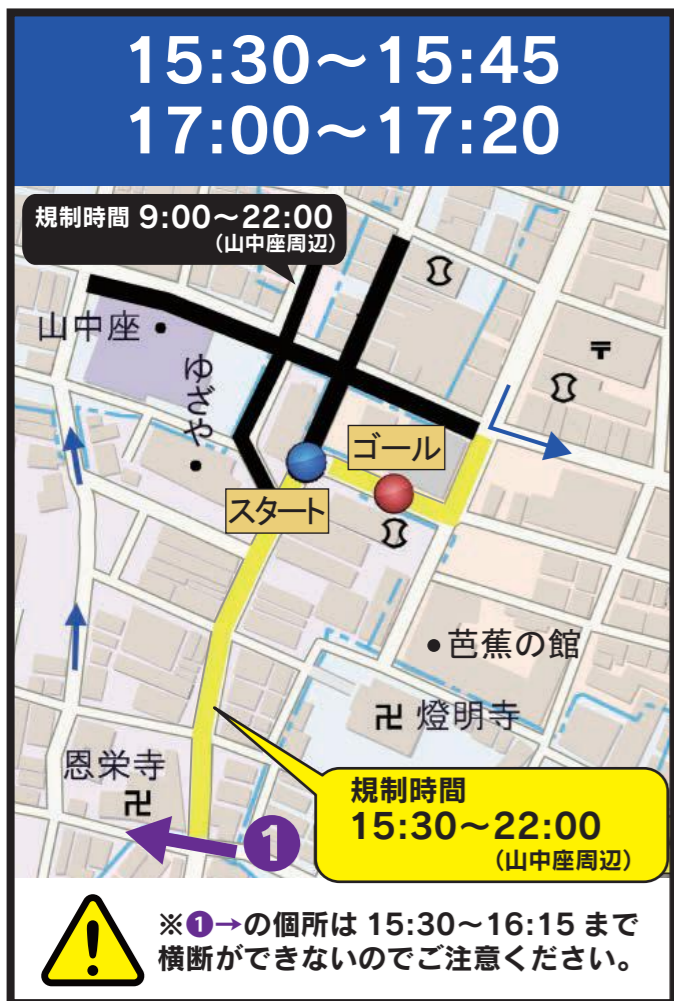 15:30～15:45
17:00～17:20
規制時間 9:00～22:00
（山中座周辺）
山中座
ゆざや
ゴール
スタート
芭蕉の館
卍 燈明寺
恩栄寺
卍
規制時間
15:30～22:00
（山中座周辺）
1
※❶→の個所は 15:30～16:15 まで
横断ができないのでご注意ください。